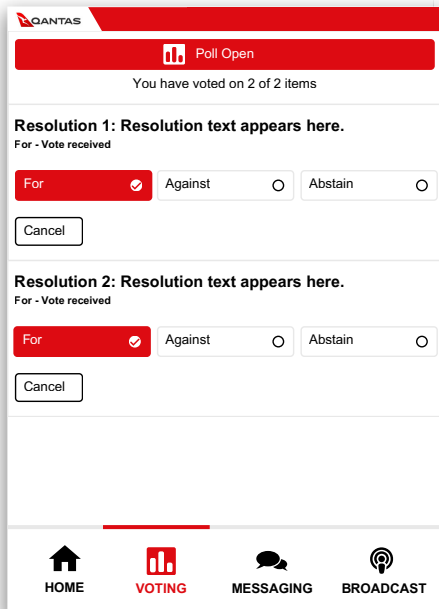 QANTAS
Poll Open
You have voted on 2 of 2 items
Resolution 1: Resolution text appears here.
For - Vote received
For Against Abstain
Cancel
Resolution 2: Resolution text appears here.
For - Vote received
For Against Abstain
Cancel
HOME VOTING MESSAGING BROADCAST